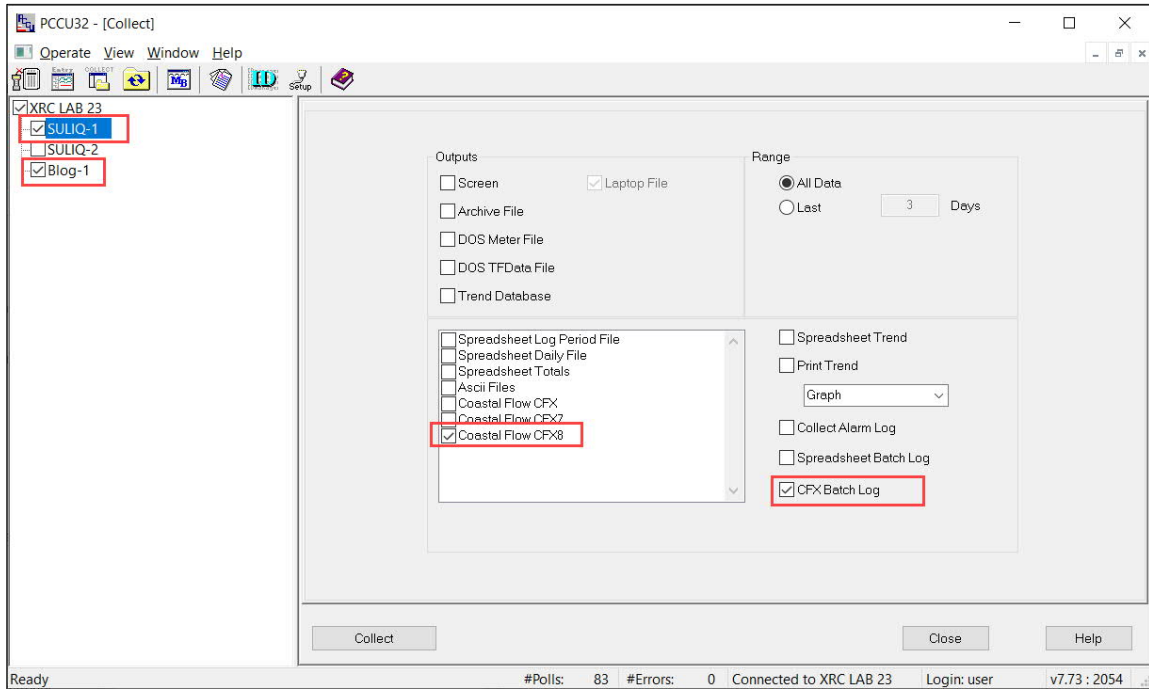 PCCU32 - [Collect]
Operate View Window Help
Entry COLLECT MB ID Manager Setup
XRC LAB 23
SULIQ-1
SULIQ-2
Blog-1
Outputs
Screen Laptop File
Archive File
DOS Meter File
DOS TFData File
Trend Database
Range
All Data
Last 3 Days
Spreadsheet Log Period File
Spreadsheet Daily File
Spreadsheet Totals
Ascii Files
Coastal Flow CFX
Coastal Flow CFX7
Coastal Flow CFX8
Spreadsheet Trend
Print Trend
Graph
Collect Alarm Log
Spreadsheet Batch Log
CFX Batch Log
Collect Close Help
Ready #Polls: 83 #Errors: 0 Connected to XRC LAB 23 Login: user v7.73 : 2054